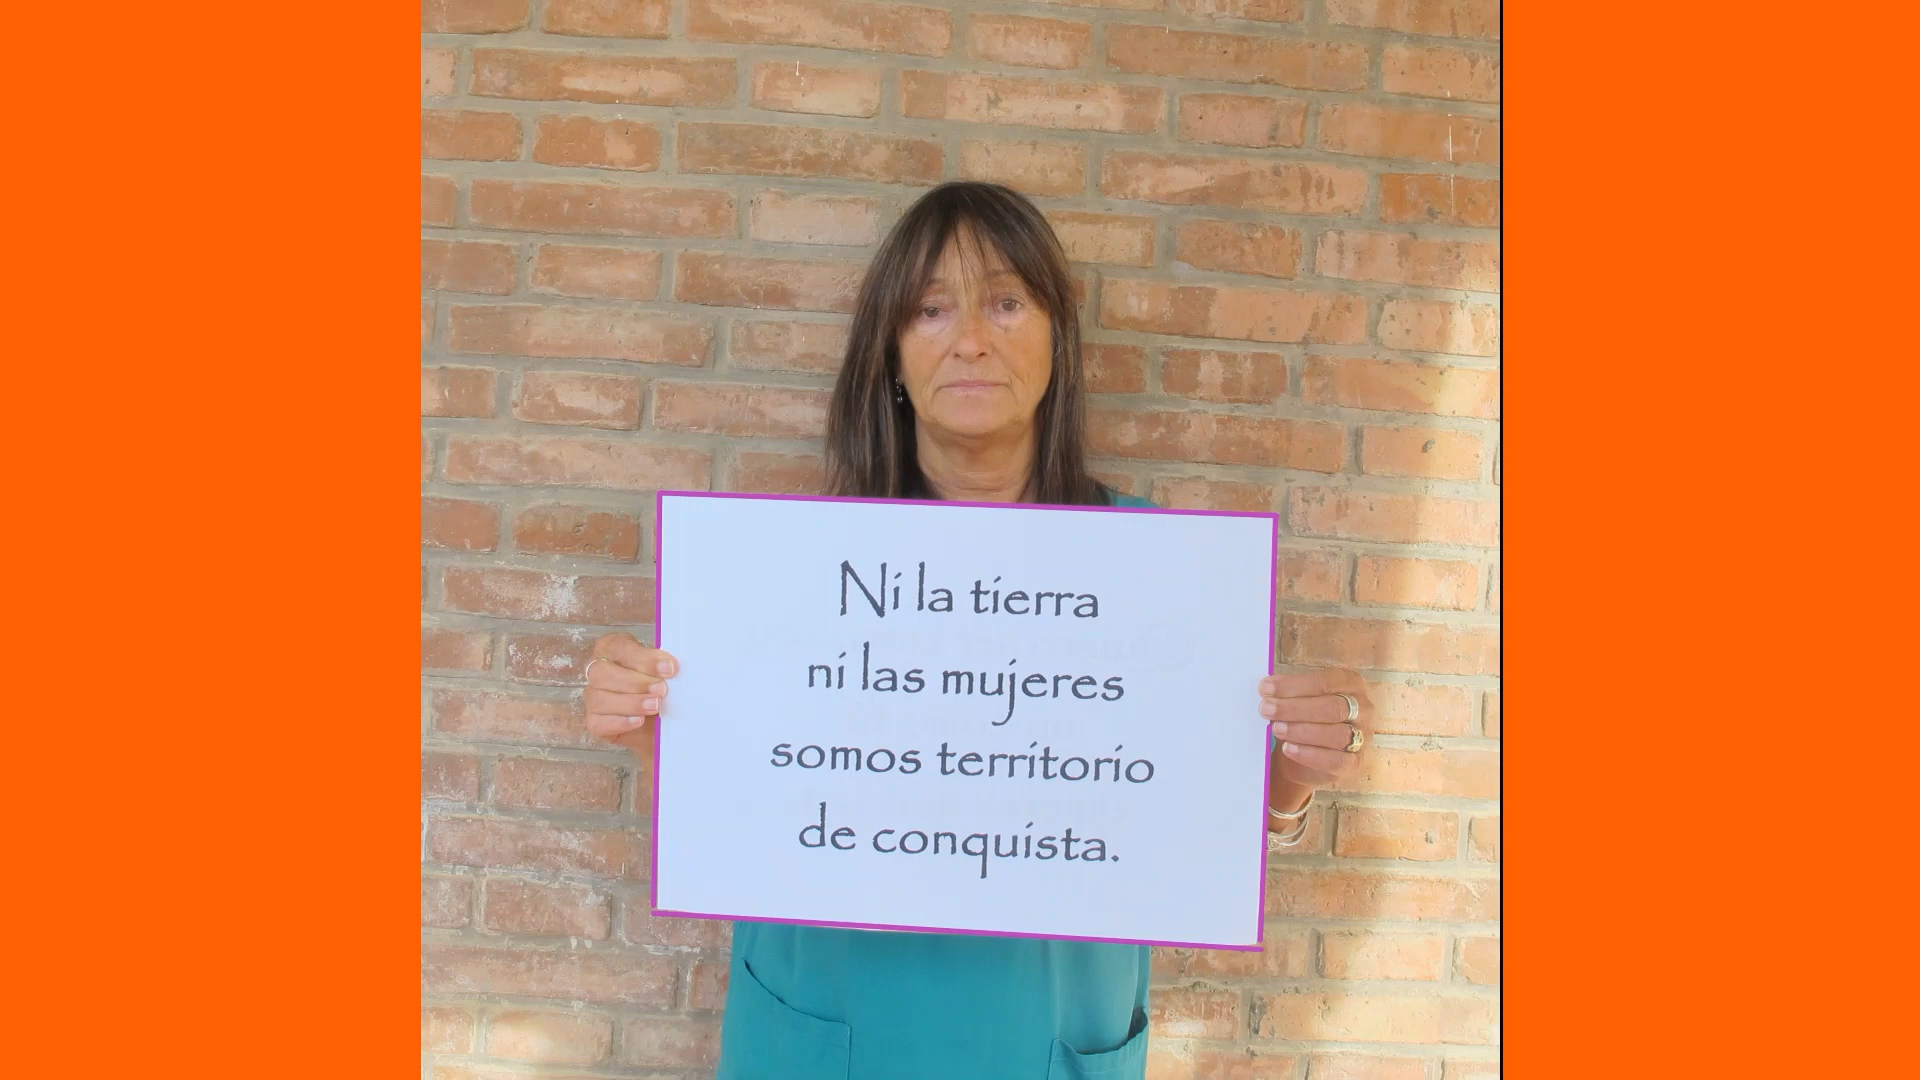 Ni la tierra
ni las mujeres
somos territorio
de conquista.